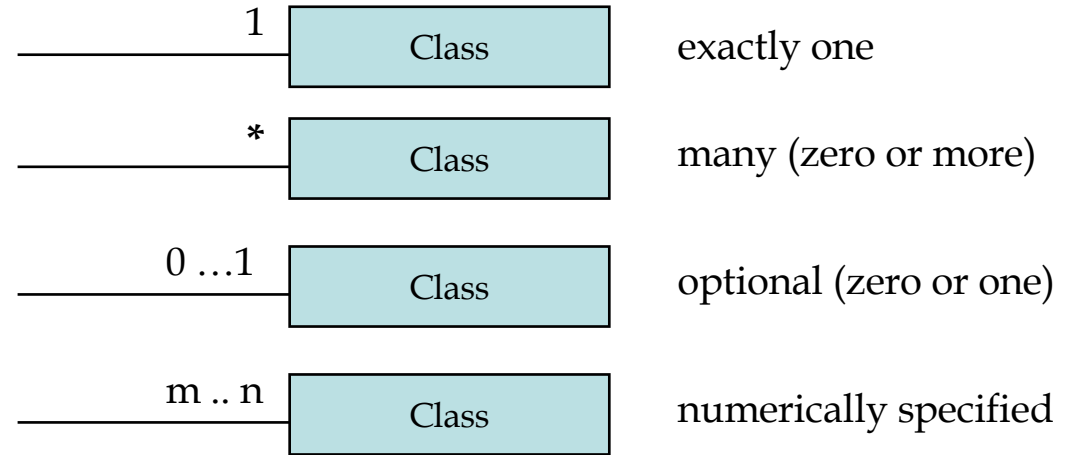 1 Class exactly one
* Class many (zero or more)
0 …1 Class optional (zero or one)
m .. n Class numerically specified